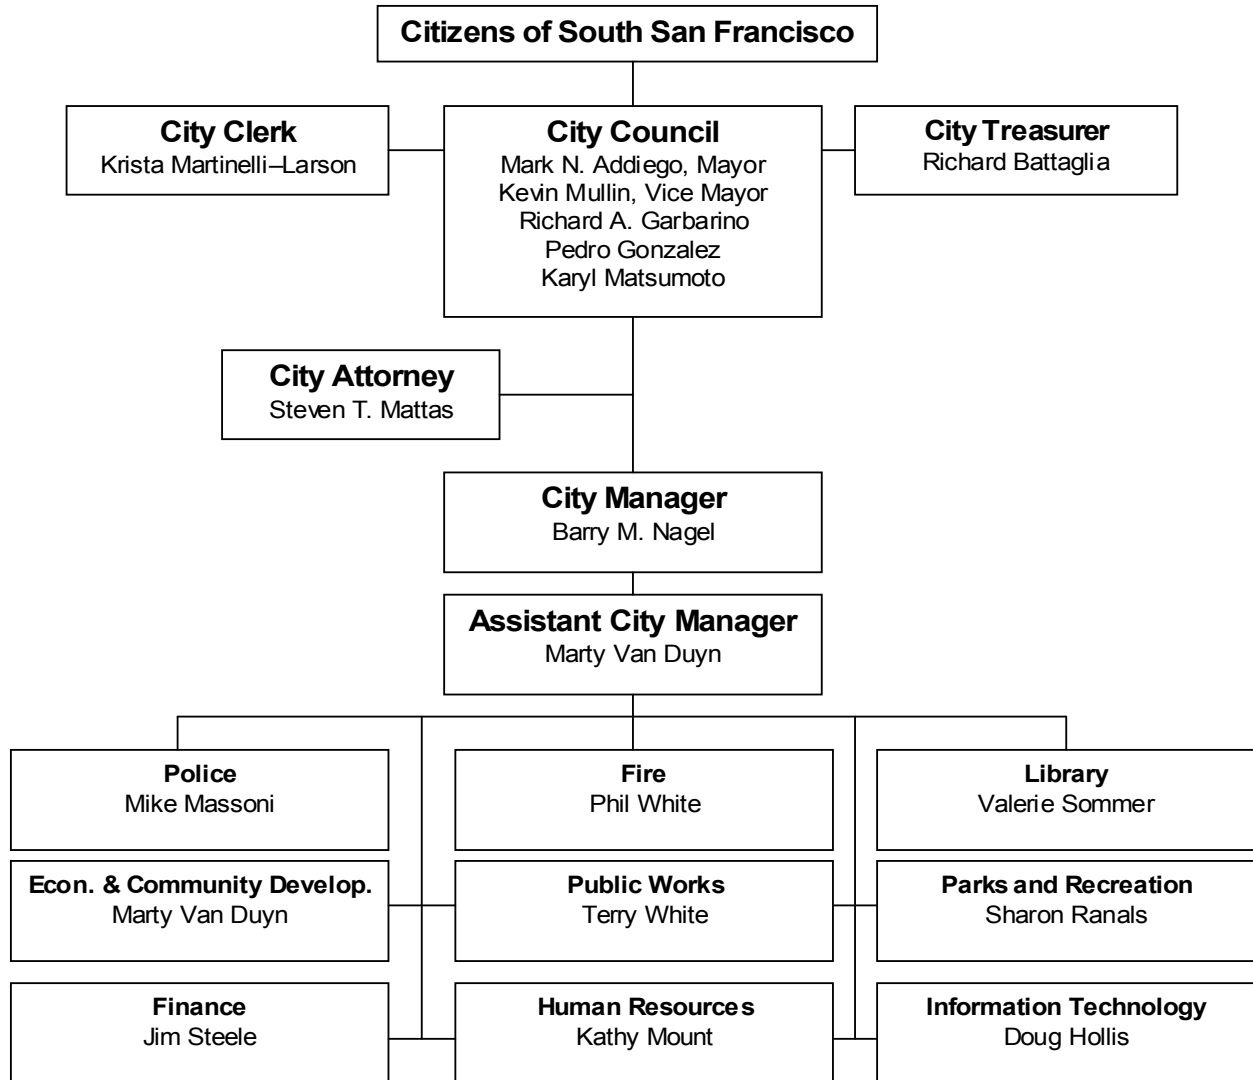 Citizens of South San Francisco
City Clerk
Krista Martinelli–Larson
City Council
Mark N. Addiego, Mayor
Kevin Mullin, Vice Mayor
Richard A. Garbarino
Pedro Gonzalez
Karyl Matsumoto
City Treasurer
Richard Battaglia
City Attorney
Steven T. Mattas
City Manager
Barry M. Nagel
Assistant City Manager
Marty Van Duyn
Police
Mike Massoni
Fire
Phil White
Library
Valerie Sommer
Econ. & Community Develop.
Marty Van Duyn
Public Works
Terry White
Parks and Recreation
Sharon Ranals
Finance
Jim Steele
Human Resources
Kathy Mount
Information Technology
Doug Hollis